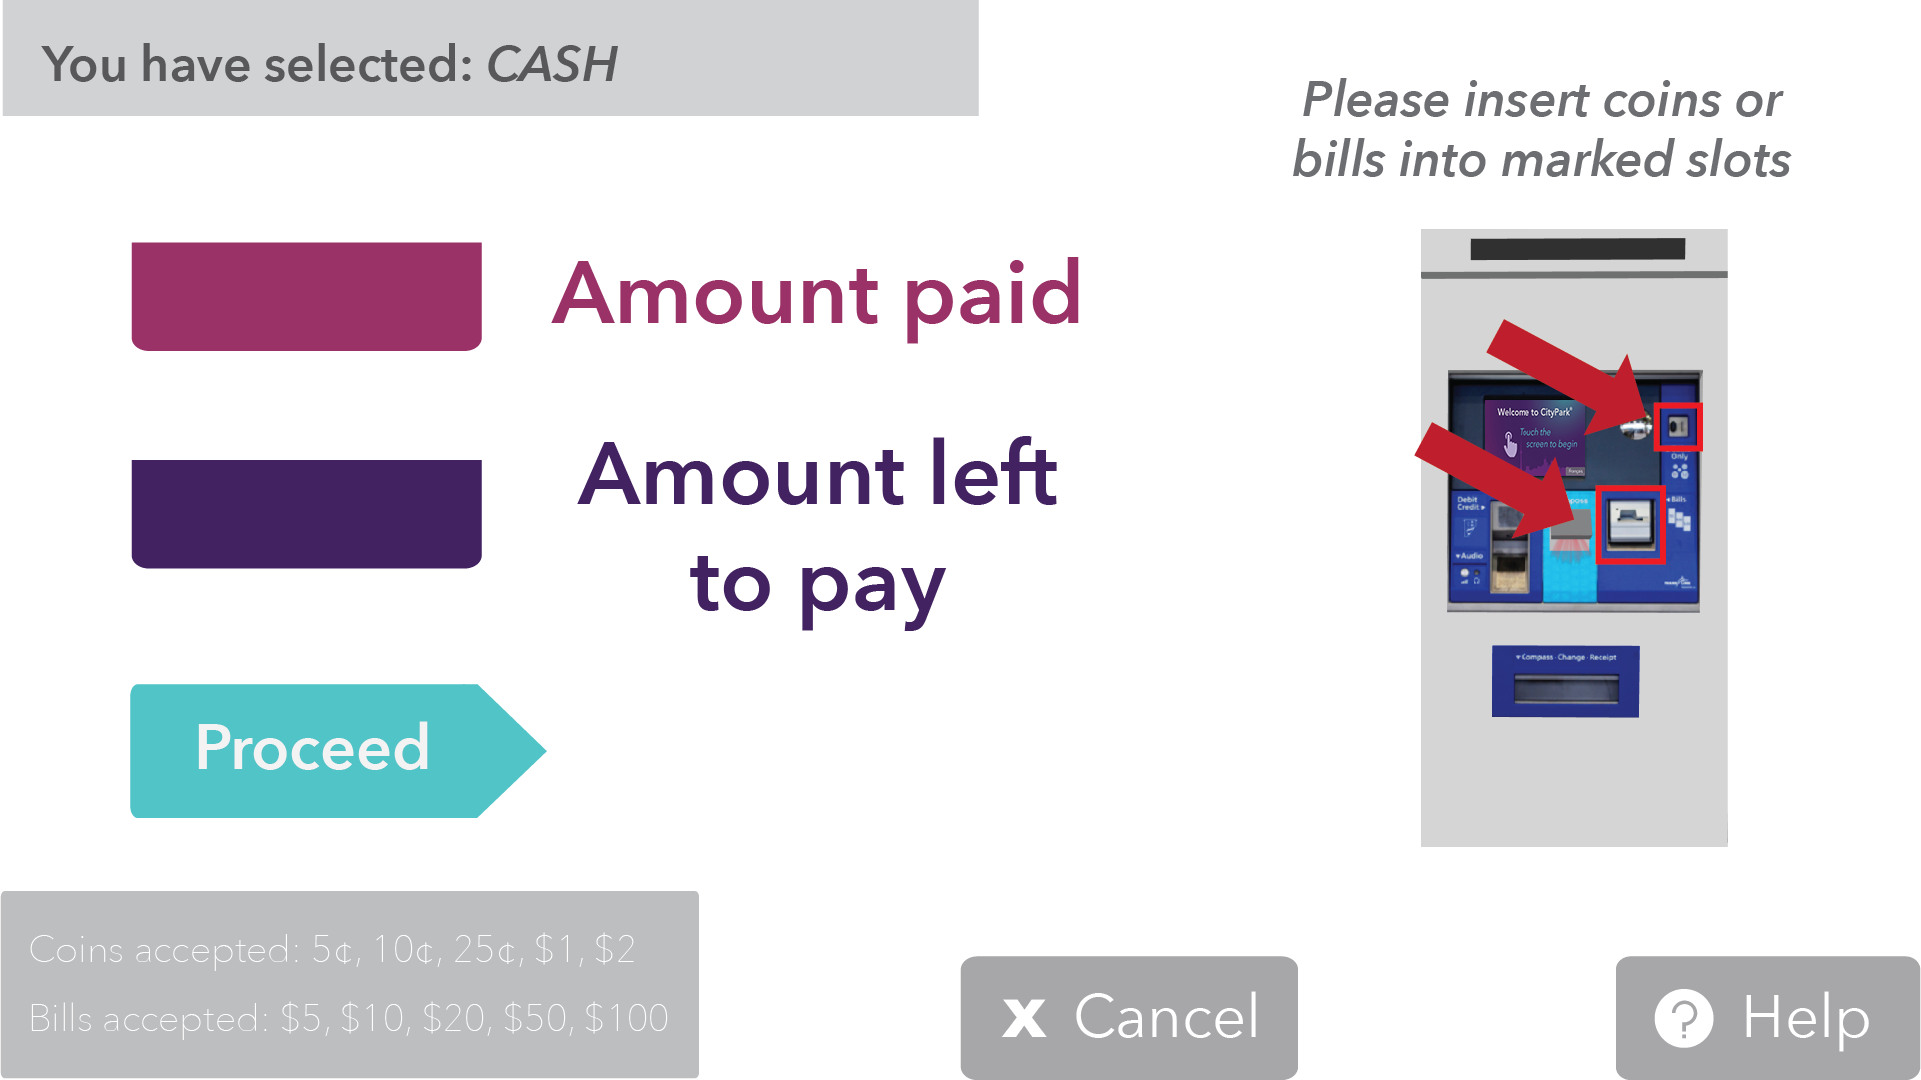 You have selected: CASH
Please insert coins or
bills into marked slots
Amount paid
Amount left
to pay
Proceed
Welcome to CityPark
Touch the
screen to begin
Français
Only
Debit
Credit
Bills
Audio
Compass · Change · Receipt
Coins accepted: 5¢, 10¢, 25¢, $1, $2
Bills accepted: $5, $10, $20, $50, $100
X Cancel
? Help